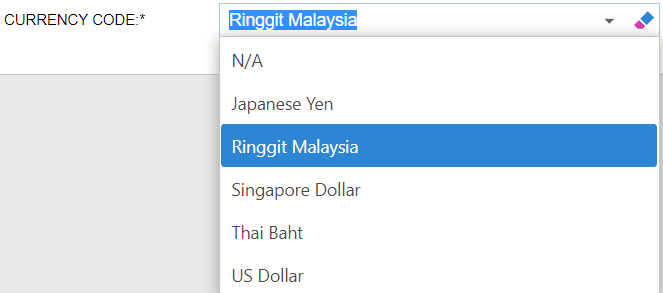 CURRENCY CODE:*
Ringgit Malaysia
N/A
Japanese Yen
Ringgit Malaysia
Singapore Dollar
Thai Baht
US Dollar